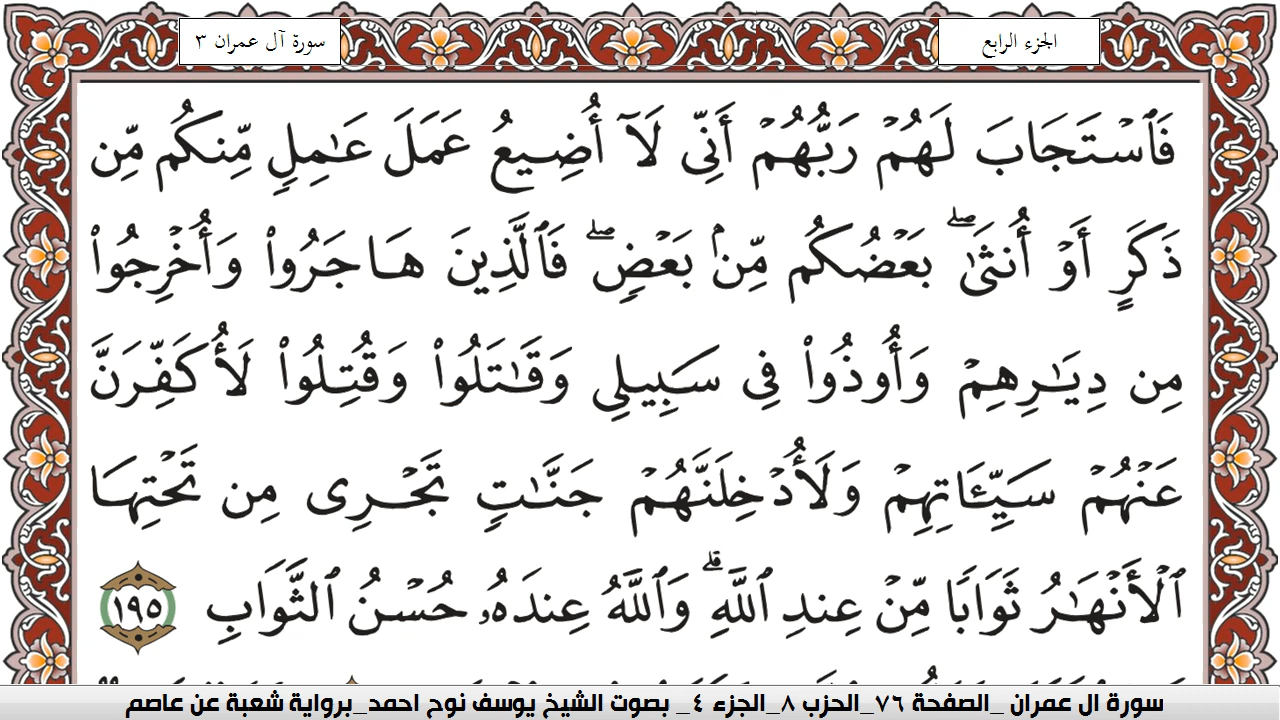 الجزء الرابع
سورة آل عمران ٣
فَٱسْتَجَابَ لَهُمْ رَبُّهُمْ أَنِّى لَآ أُضِيعُ عَمَلَ عَـٰمِلٍ مِّنكُم مِّن
ذَكَرٍ أَوْ أُنثَىٰ ۖ بَعْضُكُم مِّنۢ بَعْضٍ ۖ فَٱلَّذِينَ هَاجَرُوا۟ وَأُخْرِجُوا۟
مِن دِيَـٰرِهِمْ وَأُوذُوا۟ فِى سَبِيلِى وَقَـٰتَلُوا۟ وَقُتِلُوا۟ لَأُكَفِّرَنَّ
عَنْهُمْ سَيِّـَٔاتِهِمْ وَلَأُدْخِلَنَّهُمْ جَنَّـٰتٍ تَجْرِى مِن تَحْتِهَا
ٱلْأَنْهَـٰرُ ثَوَابًا مِّنْ عِندِ ٱللَّهِ ۗ وَٱللَّهُ عِندَهُۥ حُسْنُ ٱلثَّوَابِ ١٩٥
سورة ال عمران _الصفحة ٧٦_الحزب ٨_الجزء ٤_ بصوت الشيخ يوسف نوح احمد_برواية شعبة عن عاصم